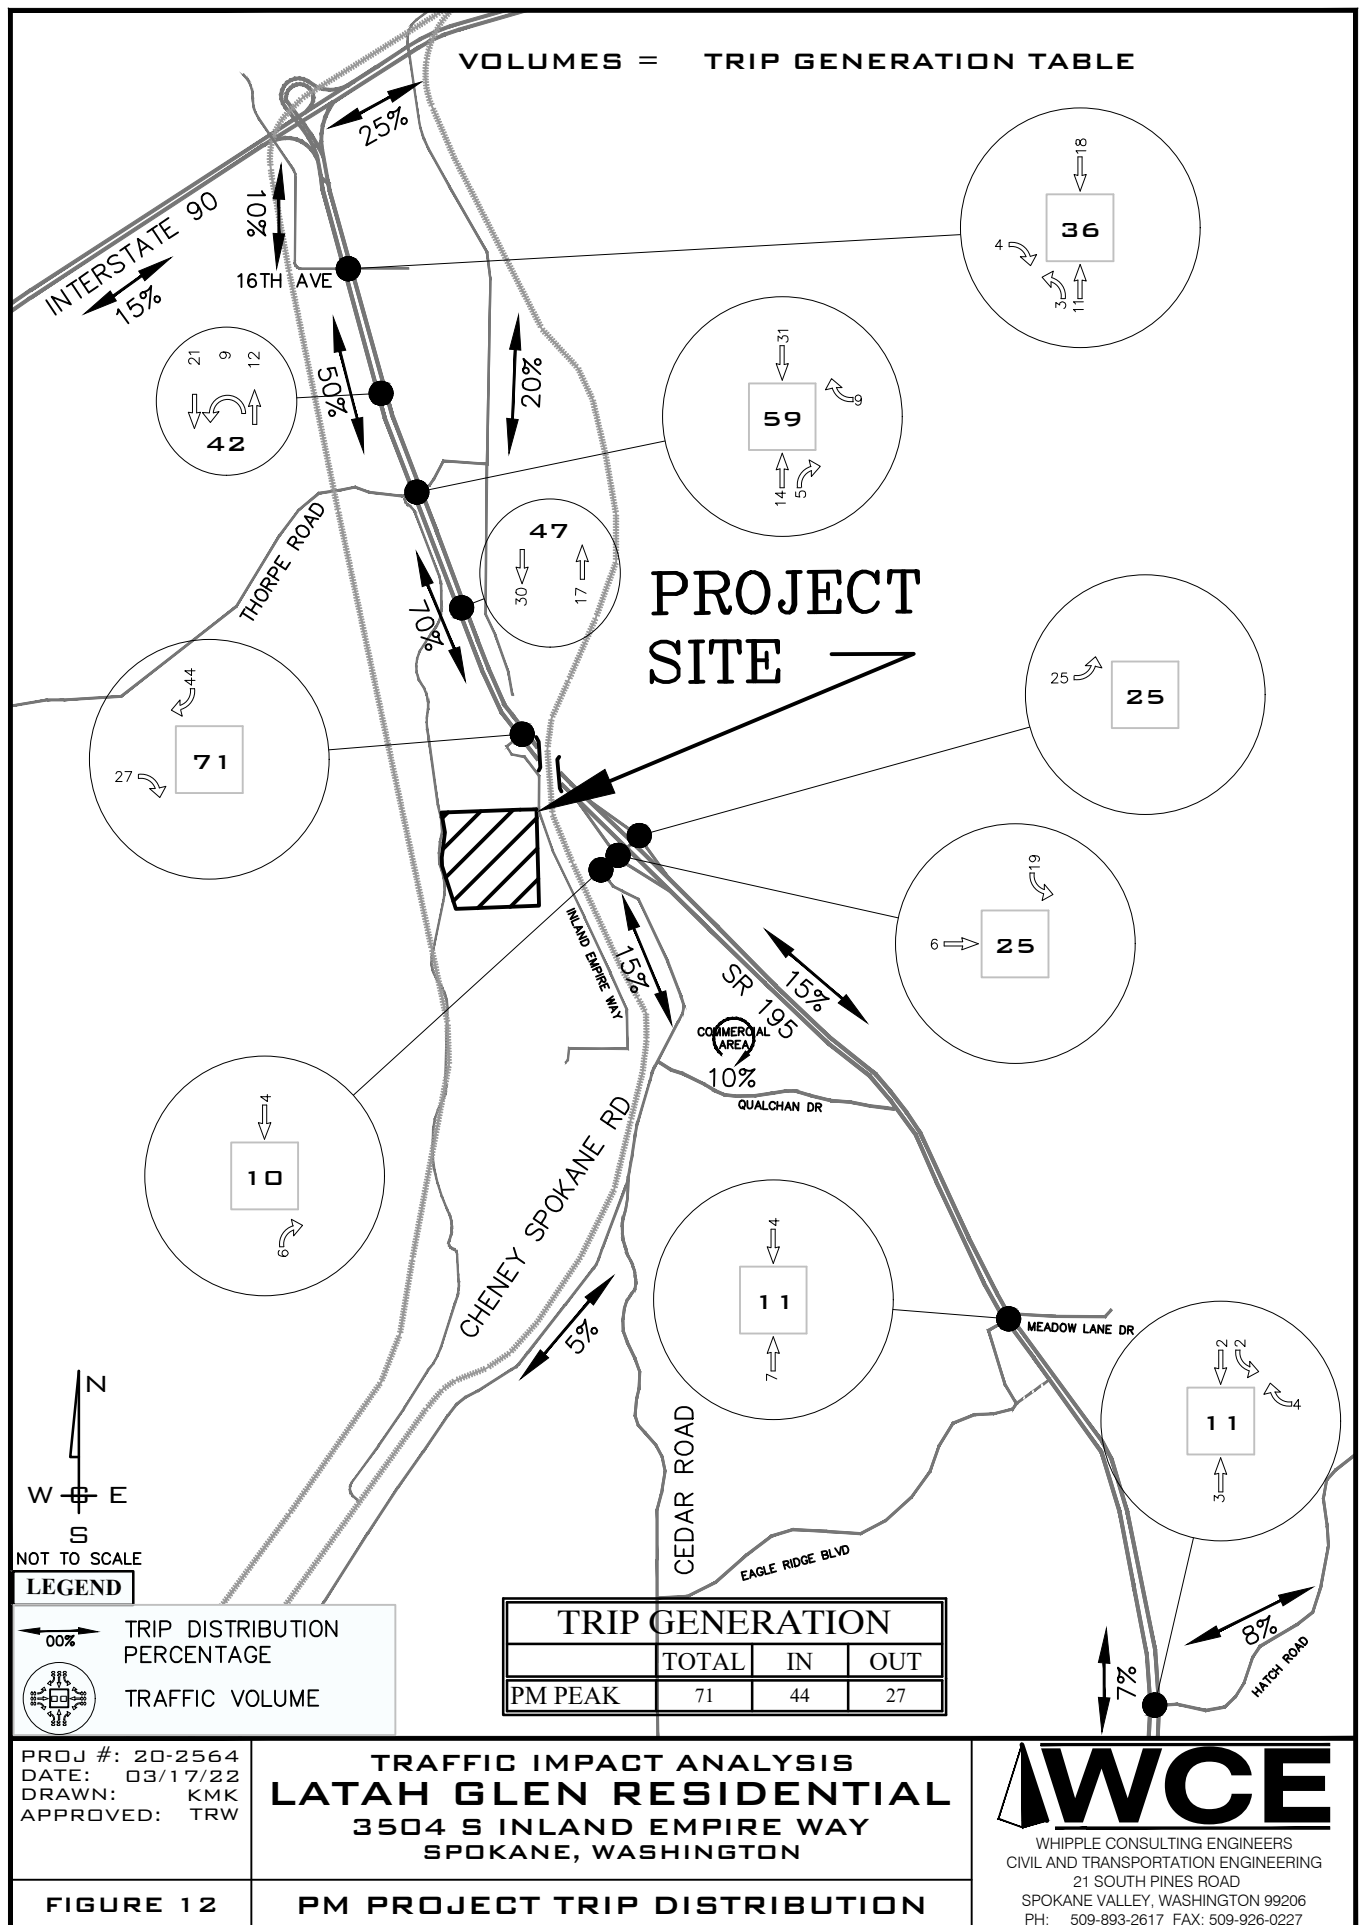 VOLUMES = TRIP GENERATION TABLE
25%
18
36
4
3
11
10%
INTERSTATE 90
15%
16TH AVE
21 9 12
42
50%
20%
31
59
9
14
5
THORPE ROAD
47
30
17
70%
PROJECT
SITE
25
25
44
71
27
19
6
25
INLAND EMPIRE WAY
15%
SR 195
15%
COMMERCIAL
AREA
10%
QUALCHAN DR
4
10
6
CHENEY SPOKANE RD
5%
4
11
7
MEADOW LANE DR
2
2
4
11
3
CEDAR ROAD
EAGLE RIDGE BLVD
8%
HATCH ROAD
7%
N
W E
S
NOT TO SCALE
LEGEND
00%
TRIP DISTRIBUTION
PERCENTAGE
TRAFFIC VOLUME
TRIP GENERATION
TOTAL IN OUT
PM PEAK 71 44 27
PROJ #: 20-2564
DATE: 03/17/22
DRAWN: KMK
APPROVED: TRW
FIGURE 12
TRAFFIC IMPACT ANALYSIS
LATAH GLEN RESIDENTIAL
3504 S INLAND EMPIRE WAY
SPOKANE, WASHINGTON
PM PROJECT TRIP DISTRIBUTION
WCE
WHIPPLE CONSULTING ENGINEERS
CIVIL AND TRANSPORTATION ENGINEERING
21 SOUTH PINES ROAD
SPOKANE VALLEY, WASHINGTON 99206
PH: 509-893-2617 FAX: 509-926-0227